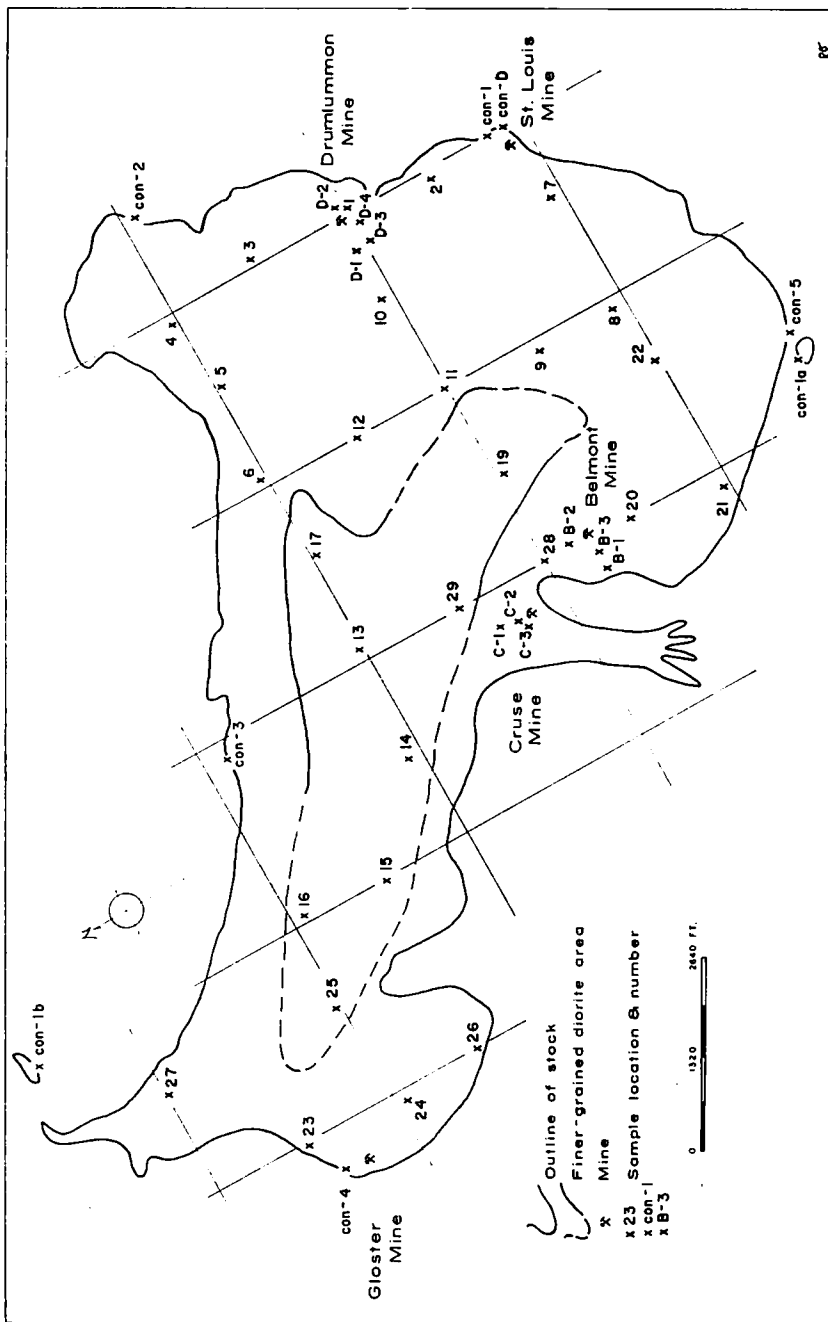 N
con-1b
27
con-2
4
3
5
6
Drumlummon
Mine
D-2
1
D-4
D-3
D-1
10
2
con-1
con-D
St. Louis
Mine
7
12
11
9
8
22
con-5
con-1a
17
13
19
29
28
B-2
Belmont
Mine
B-3
B-1
20
21
con-3
14
C-1
C-2
C-3
Cruse
Mine
16
15
25
26
23
24
con-4
Gloster
Mine
Outline of stock
Finer-grained diorite area
Mine
x 23 Sample location & number
x con-1
x B-3
0 1320 2640 FT.